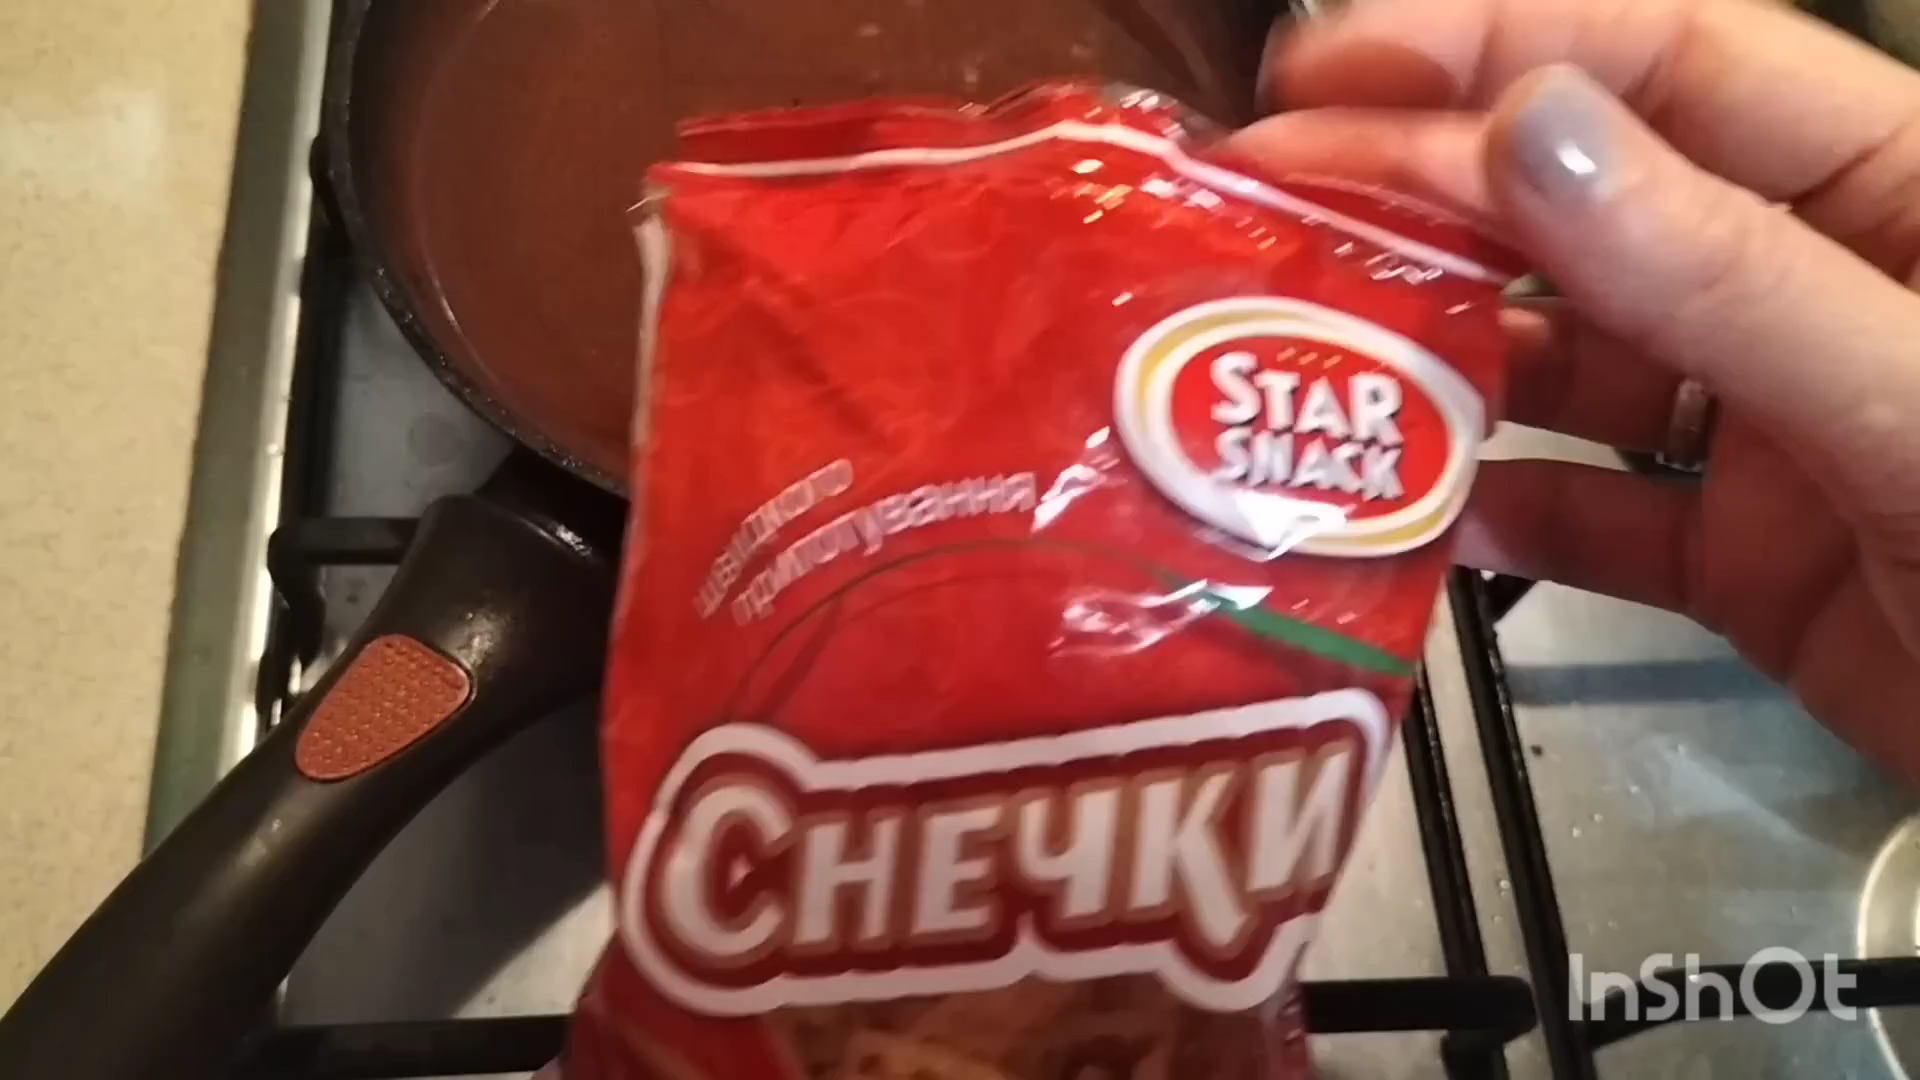 STAR
SNACK
швидкого
приготування
СНЕЧКИ
InShOt